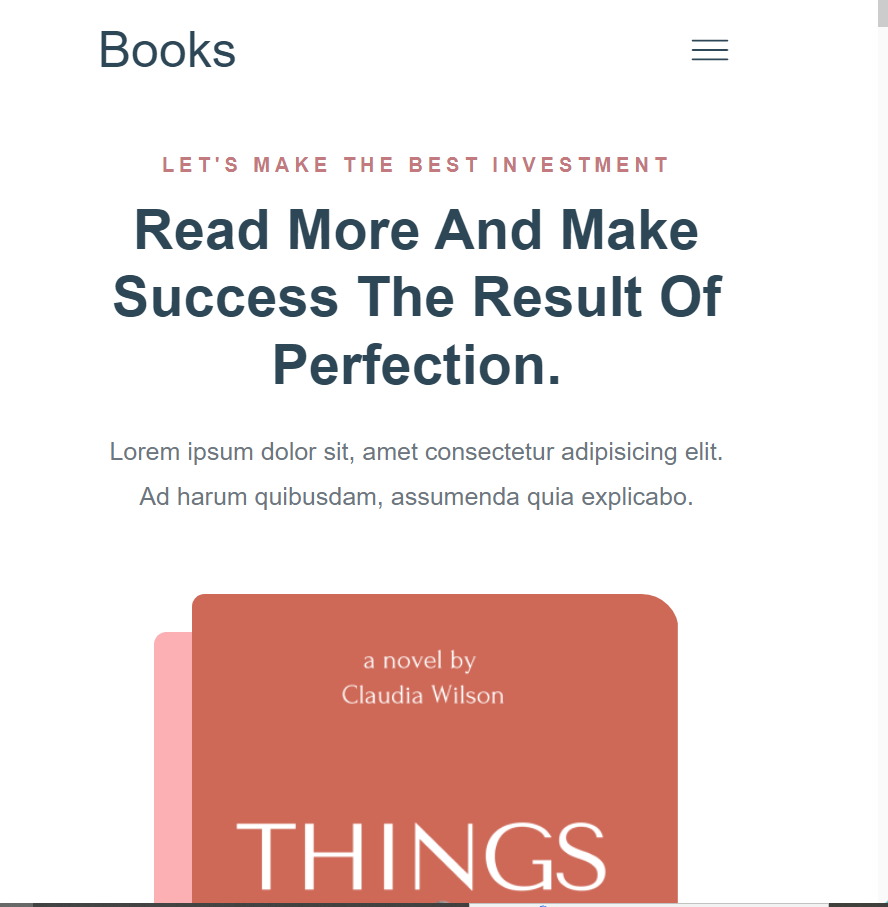 Books
LET'S MAKE THE BEST INVESTMENT
Read More And Make
Success The Result Of
Perfection.
Lorem ipsum dolor sit, amet consectetur adipisicing elit.
Ad harum quibusdam, assumenda quia explicabo.
a novel by
Claudia Wilson
THINGS